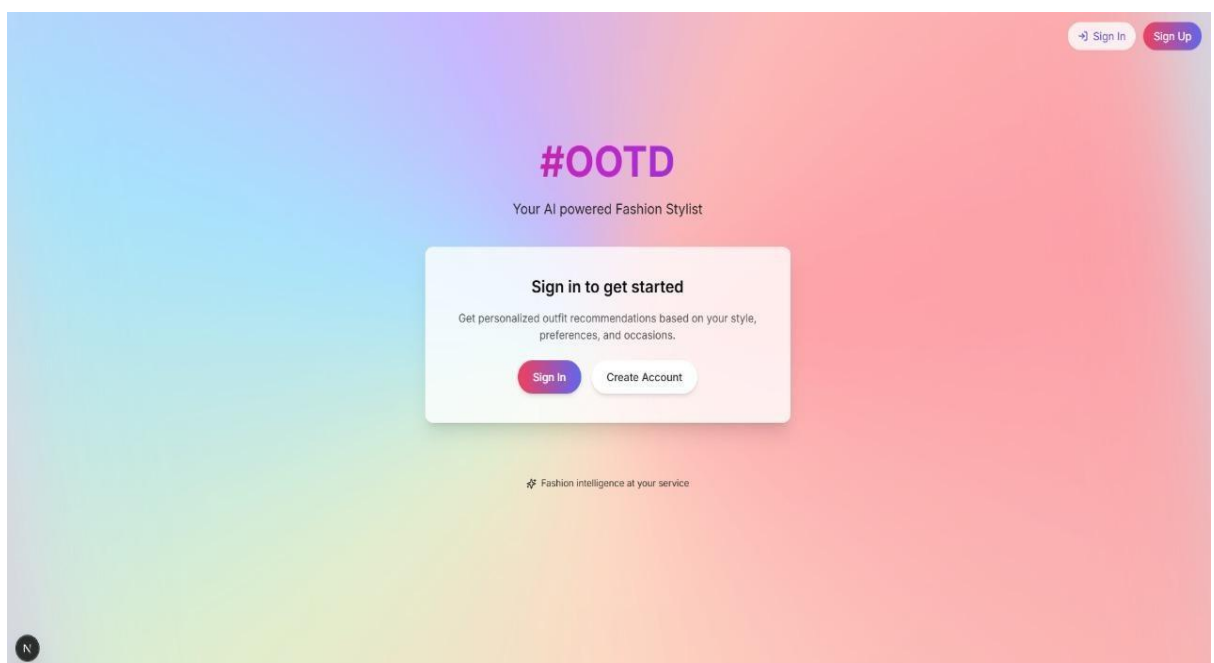 Sign In
Sign Up
#OOTD
Your AI powered Fashion Stylist
Sign in to get started
Get personalized outfit recommendations based on your style,
preferences, and occasions.
Sign In
Create Account
Fashion intelligence at your service
N